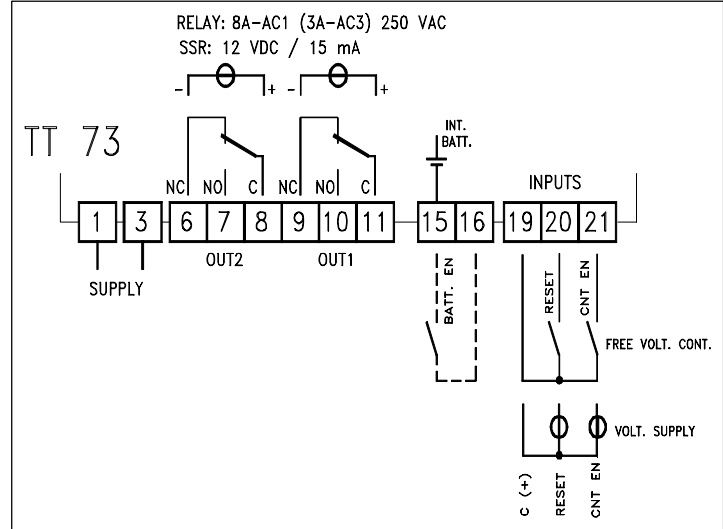 RELAY: 8A-AC1 (3A-AC3) 250 VAC
SSR: 12 VDC / 15 mA
- + - +
TT 73
INT.
BATT.
NC NO C NC NO C
INPUTS
1 3 6 7 8 9 10 11 15 16 19 20 21
OUT2 OUT1
SUPPLY
BATT. EN
RESET
CNT EN
FREE VOLT. CONT.
VOLT. SUPPLY
C (+)
RESET
CNT EN